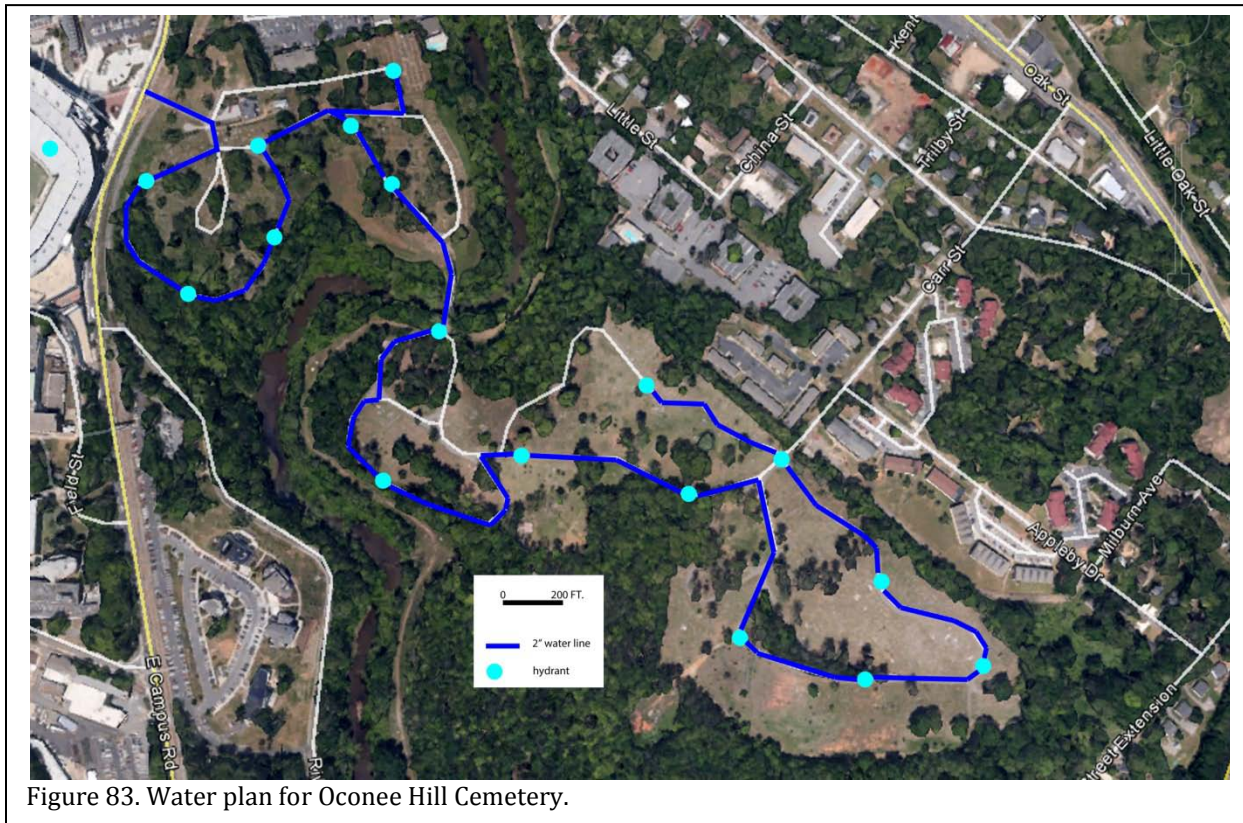 Kent
Oak St
Little St
China St
Trilby St
Little Oak St
Carr St
Field St
Milburn Ave
Appleby Dr
0 200 FT.
2" water line
hydrant
E Campus Rd
Riv
Street Extension
Figure 83. Water plan for Oconee Hill Cemetery.